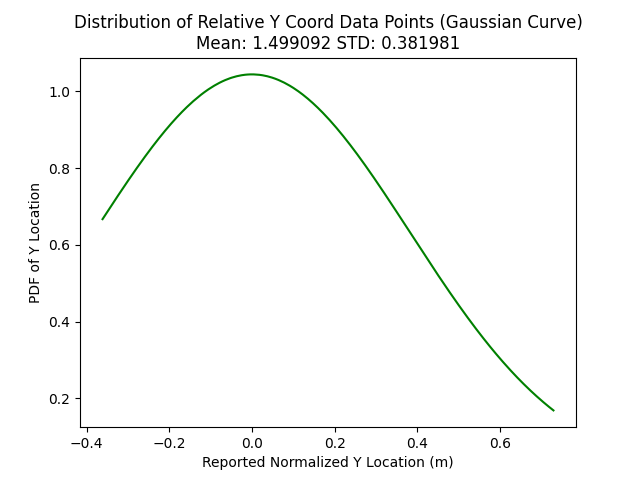 Distribution of Relative Y Coord Data Points (Gaussian Curve)
Mean: 1.499092 STD: 0.381981
1.0
0.8
0.6
0.4
0.2
PDF of Y Location
−0.4 −0.2 0.0 0.2 0.4 0.6
Reported Normalized Y Location (m)